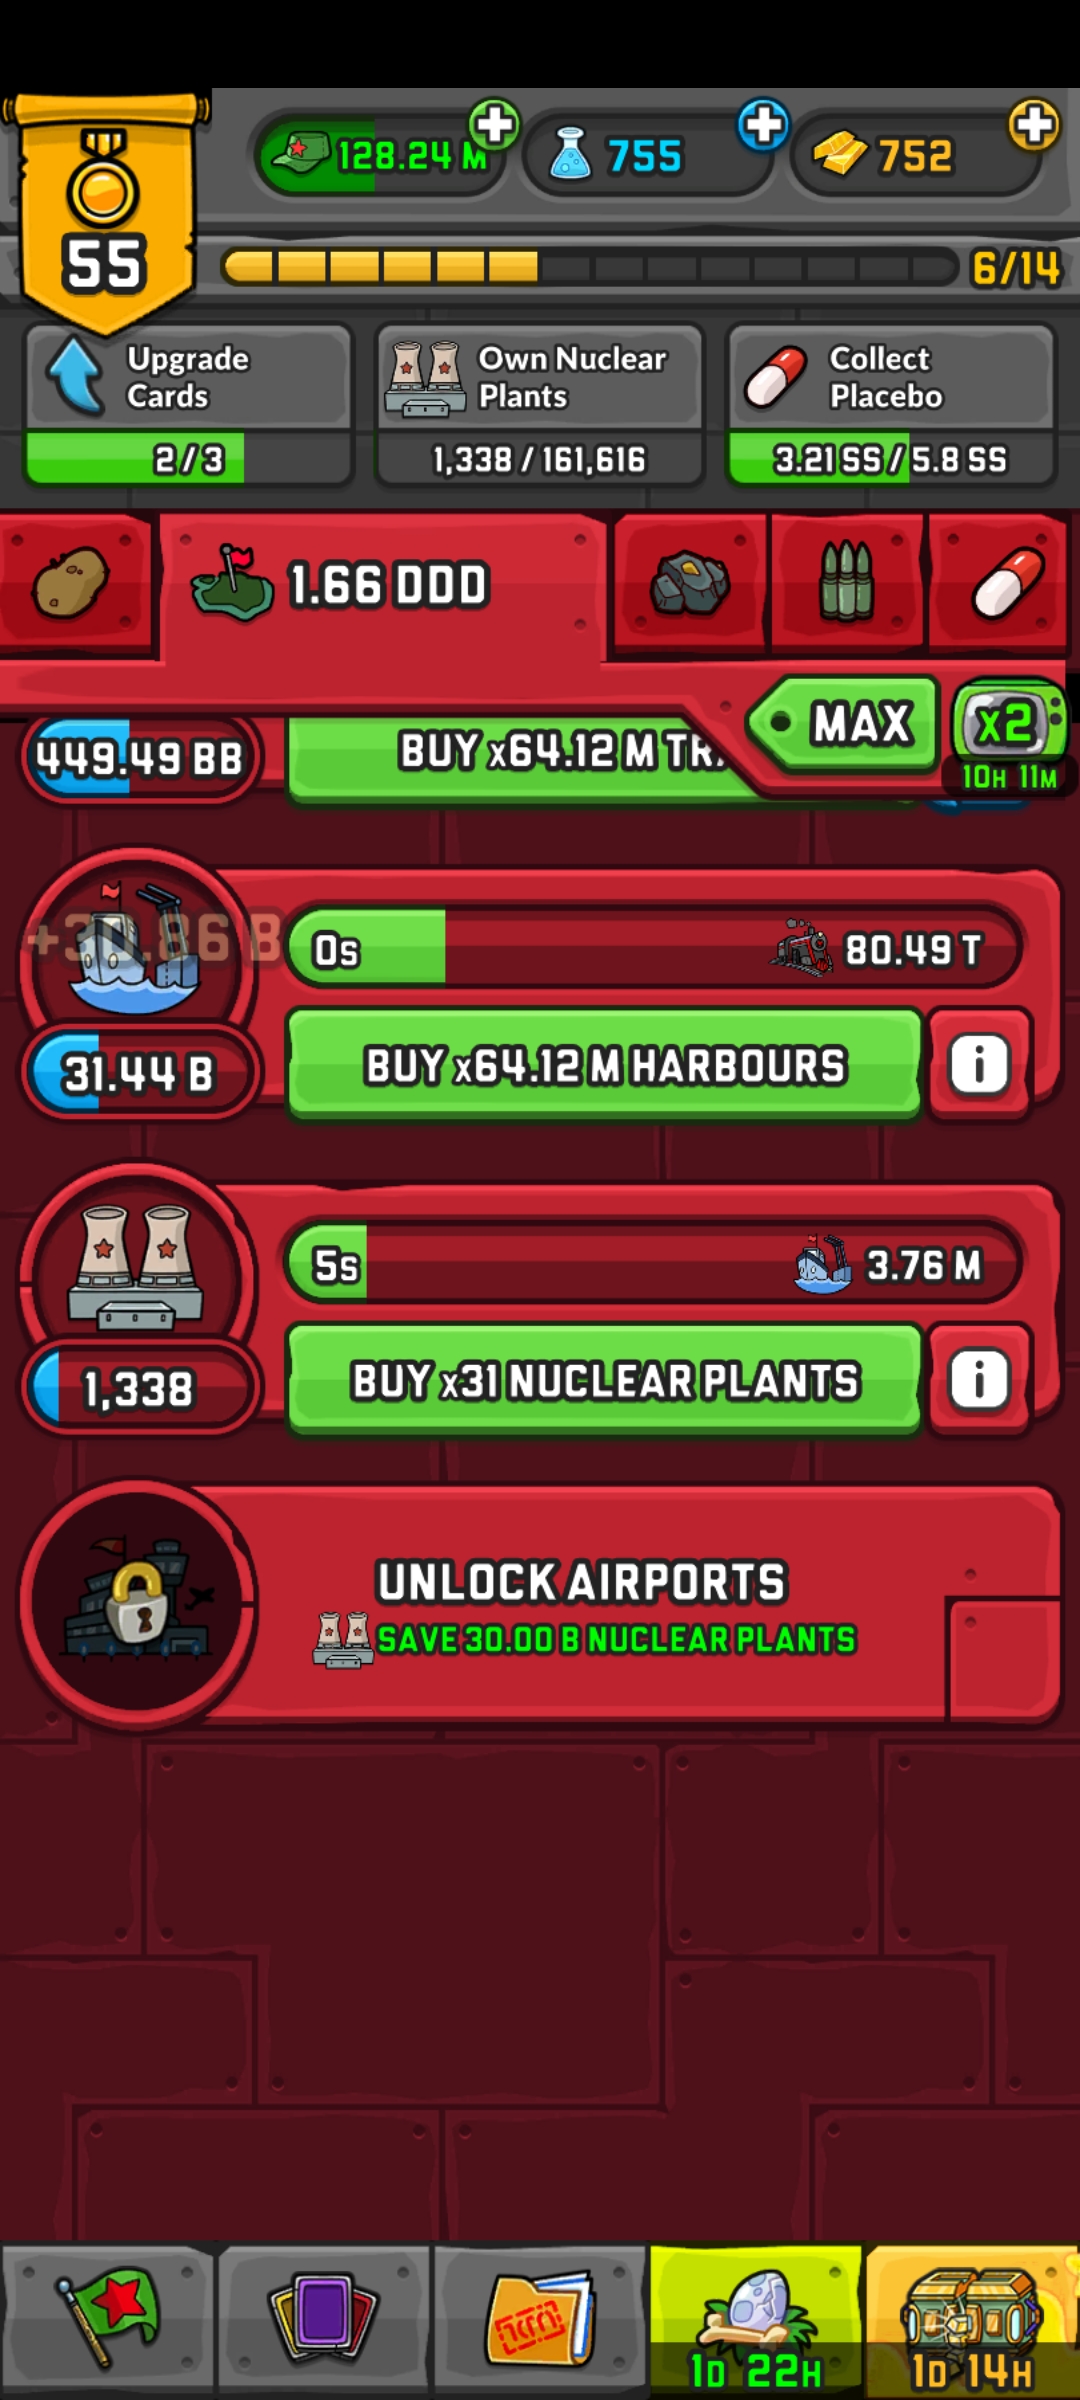 128.24 M
755
752
55
6/14
Upgrade
Cards
2/3
Own Nuclear
Plants
1,338 / 161,616
Collect
Placebo
3.21 SS / 5.8 SS
1.66 DDD
MAX
x2
10H 11M
449.49 BB
BUY x64.12 M
0s
80.49 T
31.44 B
BUY x64.12 M HARBOURS
i
5s
3.76 M
1,338
BUY x31 NUCLEAR PLANTS
i
UNLOCK AIRPORTS
SAVE 30.00 B NUCLEAR PLANTS
1D 22H
1D 14H